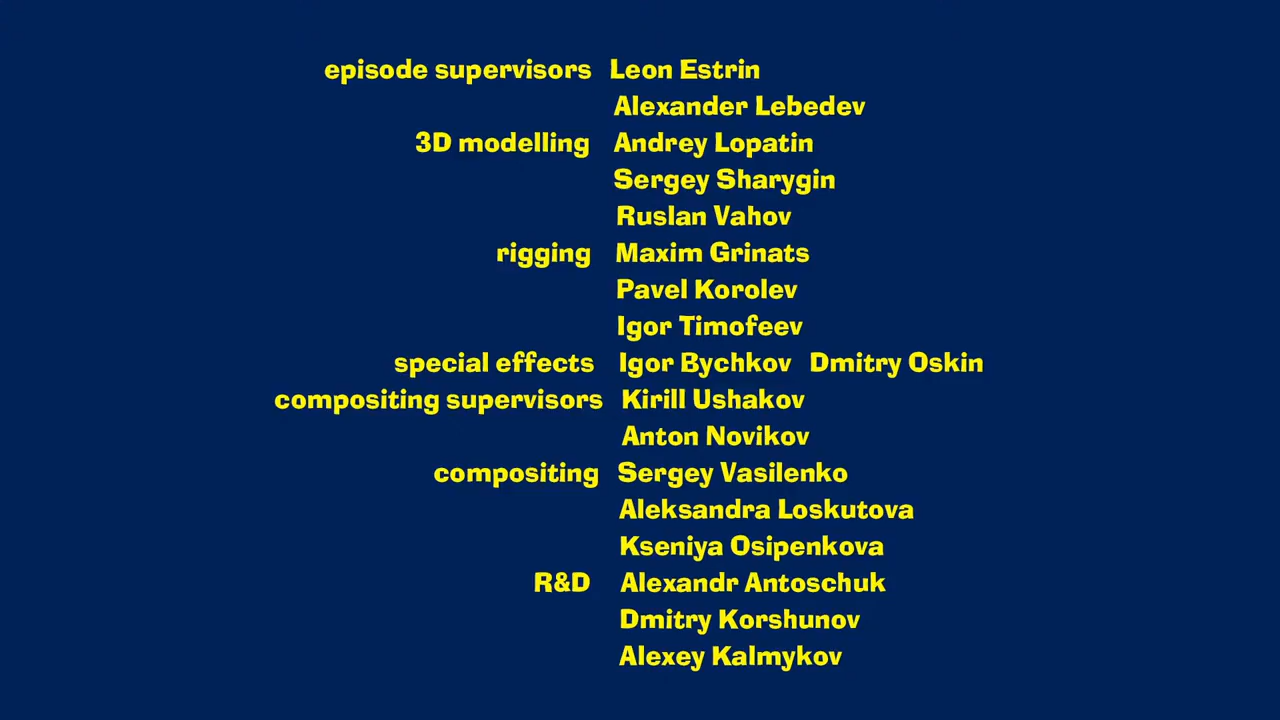 episode supervisors Leon Estrin
Alexander Lebedev
3D modelling Andrey Lopatin
Sergey Sharygin
Ruslan Vahov
rigging Maxim Grinats
Pavel Korolev
Igor Timofeev
special effects Igor Bychkov Dmitry Oskin
compositing supervisors Kirill Ushakov
Anton Novikov
compositing Sergey Vasilenko
Aleksandra Loskutova
Kseniya Osipenkova
R&D Alexandr Antoschuk
Dmitry Korshunov
Alexey Kalmykov